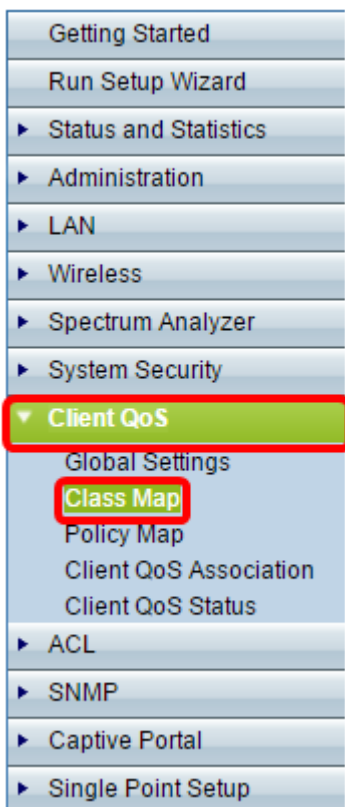 Getting Started
Run Setup Wizard
Status and Statistics
Administration
LAN
Wireless
Spectrum Analyzer
System Security
Client QoS
Global Settings
Class Map
Policy Map
Client QoS Association
Client QoS Status
ACL
SNMP
Captive Portal
Single Point Setup